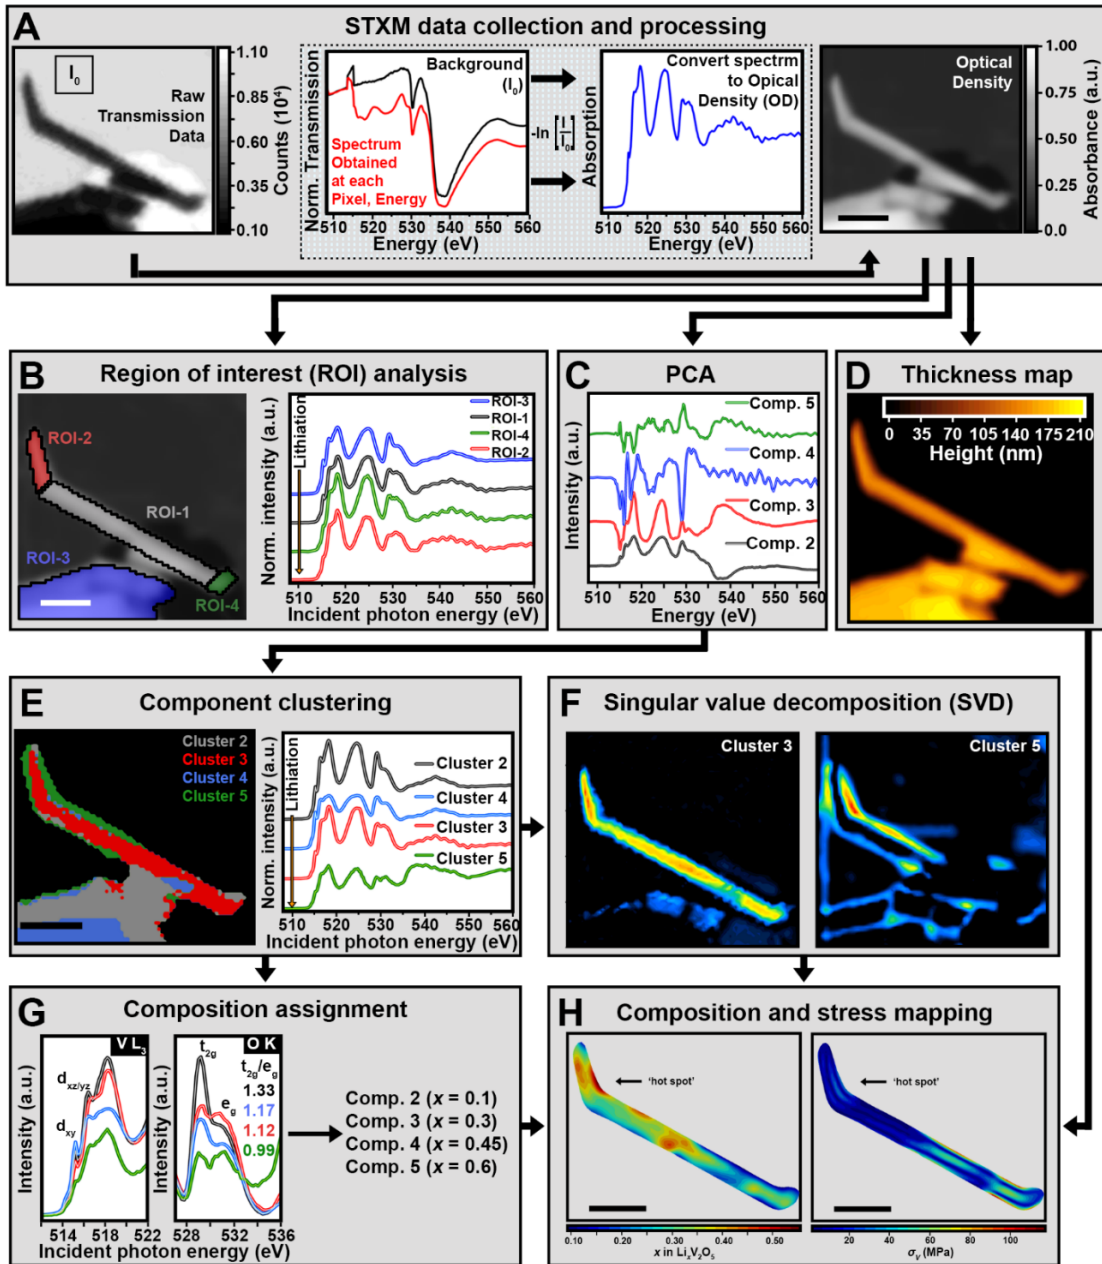 A
STXM data collection and processing
I₀
Raw
Transmission
Data
1.10
0.85
0.60
0.35
0.10
Counts (10⁴)
Norm. Transmission
Background
(I₀)
Spectrum
Obtained
at each
Pixel, Energy
510 520 530 540 550 560
Energy (eV)
-ln [I/I₀]
Absorption
Convert spectrm
to Opical
Density (OD)
510 520 530 540 550 560
Energy (eV)
Optical
Density
1.00
0.75
0.50
0.25
0.0
Absorbance (a.u.)
B
Region of interest (ROI) analysis
ROI-2
ROI-1
ROI-3
ROI-4
Norm. intensity (a.u.)
Lithiation
ROI-3
ROI-1
ROI-4
ROI-2
510 520 530 540 550 560
Incident photon energy (eV)
C
PCA
Intensity (a.u.)
Comp. 5
Comp. 4
Comp. 3
Comp. 2
510 520 530 540 550 560
Energy (eV)
D
Thickness map
0 35 70 105 140 175 210
Height (nm)
E
Component clustering
Cluster 2
Cluster 3
Cluster 4
Cluster 5
Norm. intensity (a.u.)
Lithiation
Cluster 2
Cluster 4
Cluster 3
Cluster 5
510 520 530 540 550 560
Incident photon energy (eV)
F
Singular value decomposition (SVD)
Cluster 3
Cluster 5
G
Composition assignment
Intensity (a.u.)
V L₃
d_xz/yz
d_xy
514 518 522
Intensity (a.u.)
O K
t₂g
e_g
t₂g/e_g
1.33
1.17
1.12
0.99
528 532 536
Incident photon energy (eV)
Comp. 2 (x = 0.1)
Comp. 3 (x = 0.3)
Comp. 4 (x = 0.45)
Comp. 5 (x = 0.6)
H
Composition and stress mapping
'hot spot'
0.10 0.20 0.30 0.40 0.50
x in LiₓV₂O₅
'hot spot'
20 40 60 80 100
σᵥ (MPa)